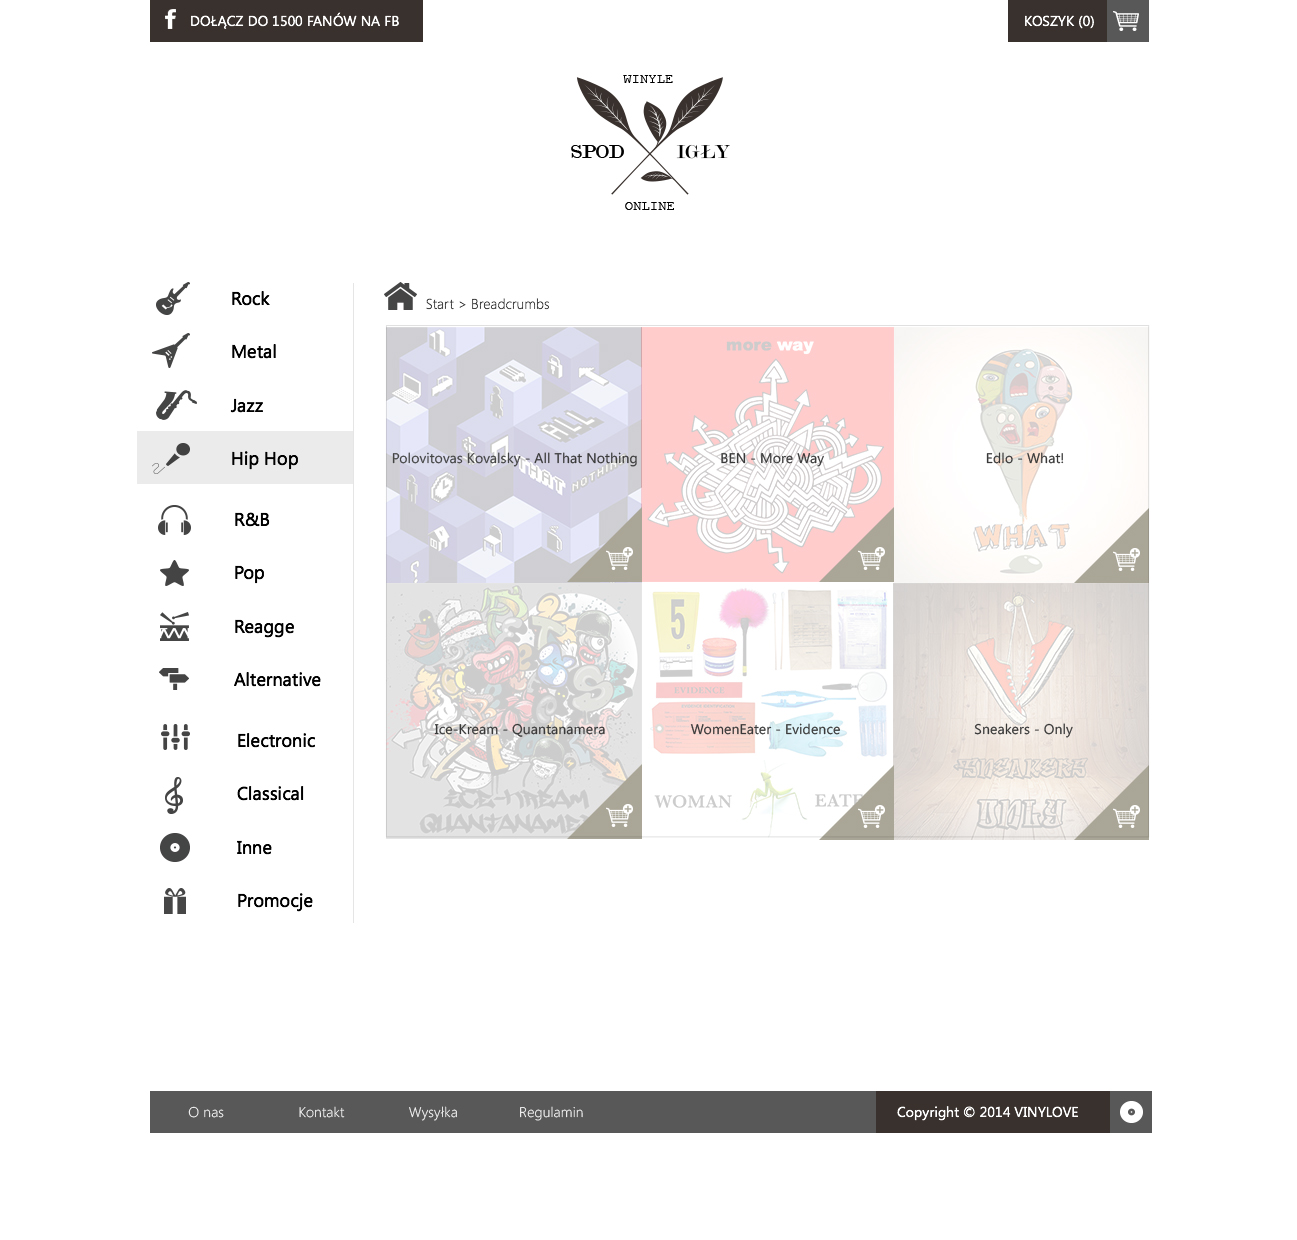 DOŁĄCZ DO 1500 FANÓW NA FB
KOSZYK (0)
WINYLE
SPOD IGŁY
ONLINE
Rock
Metal
Jazz
Hip Hop
R&B
Pop
Reagge
Alternative
Electronic
Classical
Inne
Promocje
Start > Breadcrumbs
ALL
THAT
NOTHING
Polovitovas Kovalsky - All That Nothing
more way
BEN - More Way
Edlo - What!
WHAT
Ice-Kream - Quantanamera
ICE-KREAM
5
EVIDENCE
WomenEater - Evidence
WOMAN EATE
Sneakers - Only
SNEAKERS
ONLY
O nas
Kontakt
Wysyłka
Regulamin
Copyright © 2014 VINYLOVE